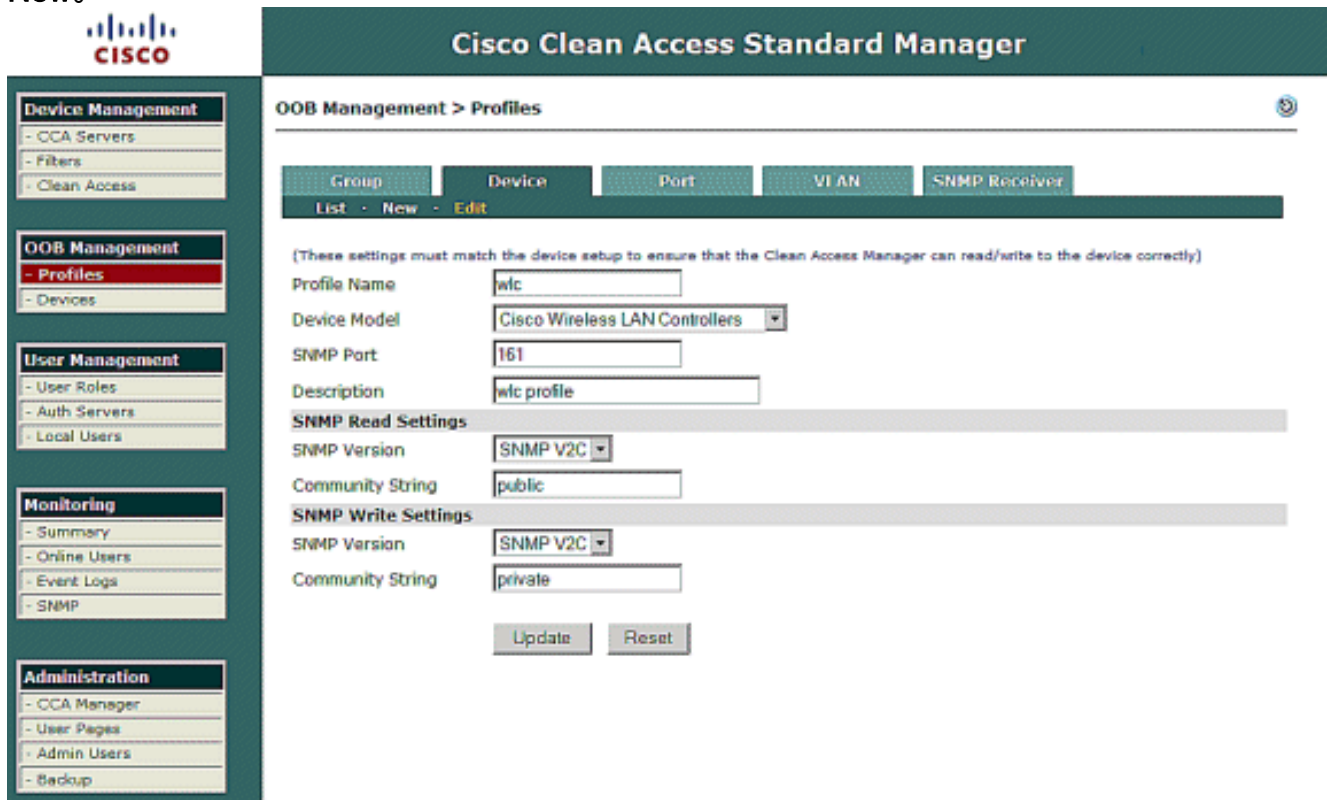 New。
CISCO
Cisco Clean Access Standard Manager
Device Management
- CCA Servers
- Filters
- Clean Access
OOB Management
- Profiles
- Devices
User Management
- User Roles
- Auth Servers
- Local Users
Monitoring
- Summary
- Online Users
- Event Logs
- SNMP
Administration
- CCA Manager
- User Pages
- Admin Users
- Backup
OOB Management > Profiles
Group Device Port VLAN SNMP Receiver
List · New · Edit
(These settings must match the device setup to ensure that the Clean Access Manager can read/write to the device correctly)
Profile Name wlc
Device Model Cisco Wireless LAN Controllers
SNMP Port 161
Description wlc profile
SNMP Read Settings
SNMP Version SNMP V2C
Community String public
SNMP Write Settings
SNMP Version SNMP V2C
Community String private
Update Reset